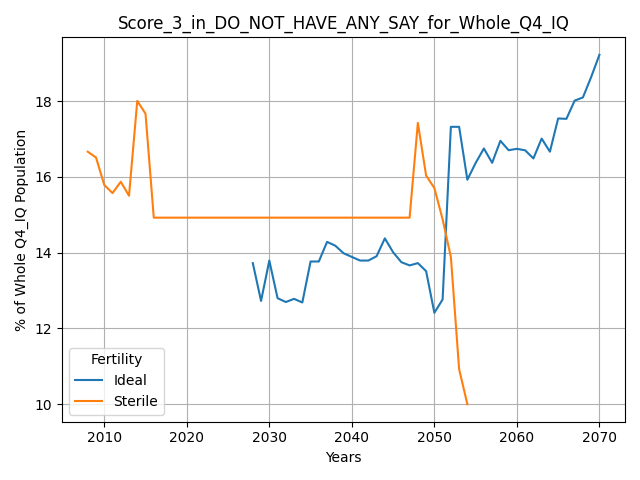 Score_3_in_DO_NOT_HAVE_ANY_SAY_for_Whole_Q4_IQ
% of Whole Q4_IQ Population
18
16
14
12
10
Fertility
Ideal
Sterile
2010 2020 2030 2040 2050 2060 2070
Years